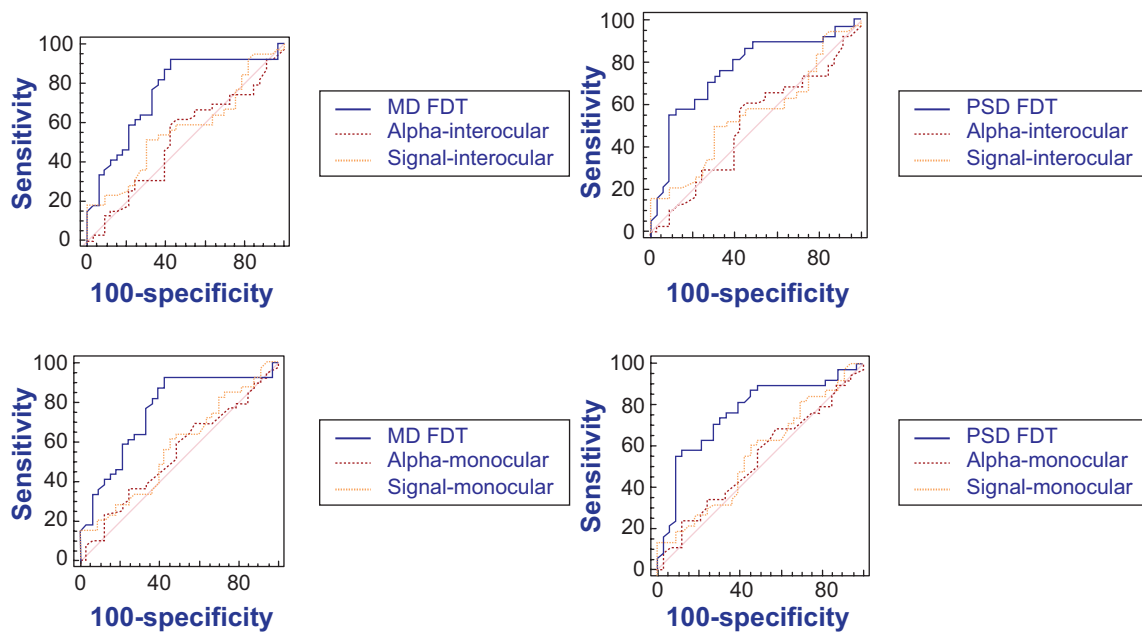 100
80
60
40
20
0
Sensitivity
0 40 80
100-specificity
MD FDT
Alpha-interocular
Signal-interocular
100
80
60
40
20
0
Sensitivity
0 40 80
100-specificity
PSD FDT
Alpha-interocular
Signal-interocular
100
80
60
40
20
0
Sensitivity
0 40 80
100-specificity
MD FDT
Alpha-monocular
Signal-monocular
100
80
60
40
20
0
Sensitivity
0 40 80
100-specificity
PSD FDT
Alpha-monocular
Signal-monocular